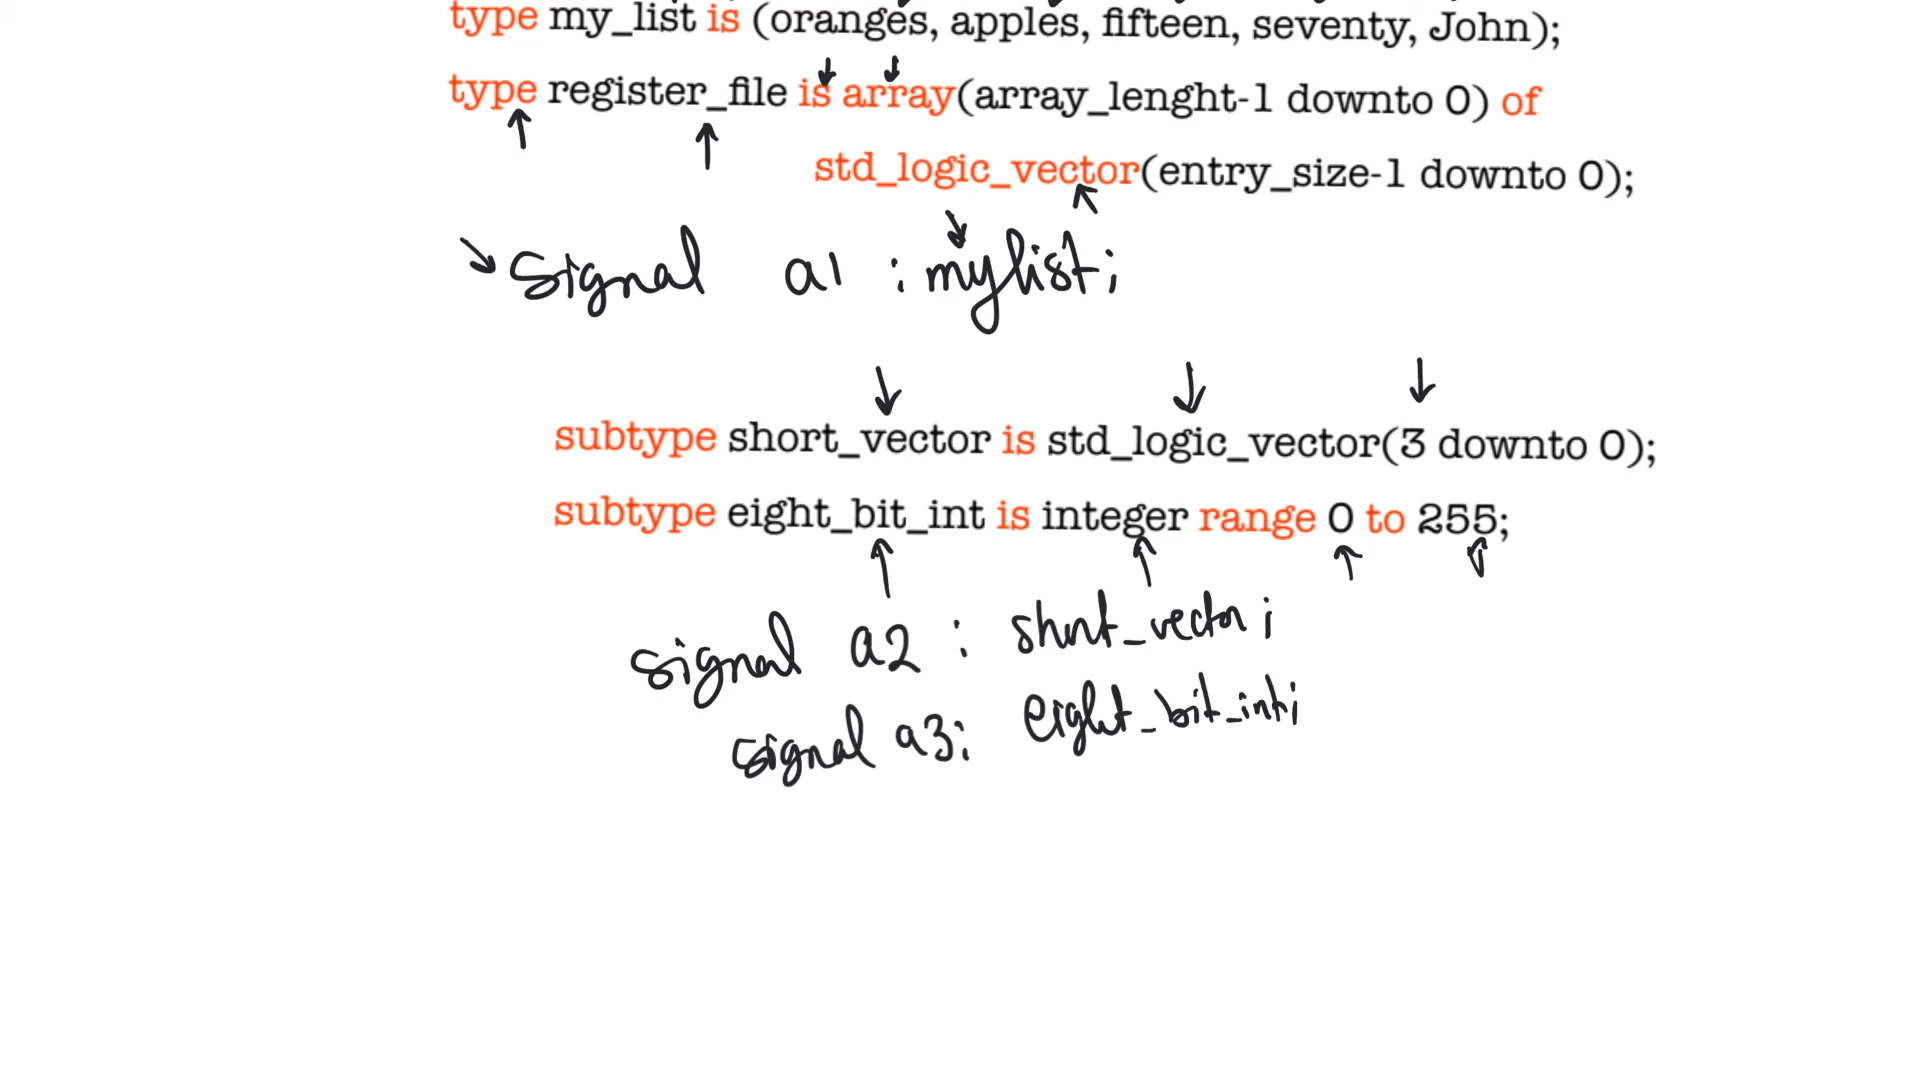 type my_list is (oranges, apples, fifteen, seventy, John);
type register_file is array(array_lenght-1 downto 0) of
std_logic_vector(entry_size-1 downto 0);
signal a1 : mylist;
subtype short_vector is std_logic_vector(3 downto 0);
subtype eight_bit_int is integer range 0 to 255;
signal a2 : short_vector;
signal a3: eight_bit_int;